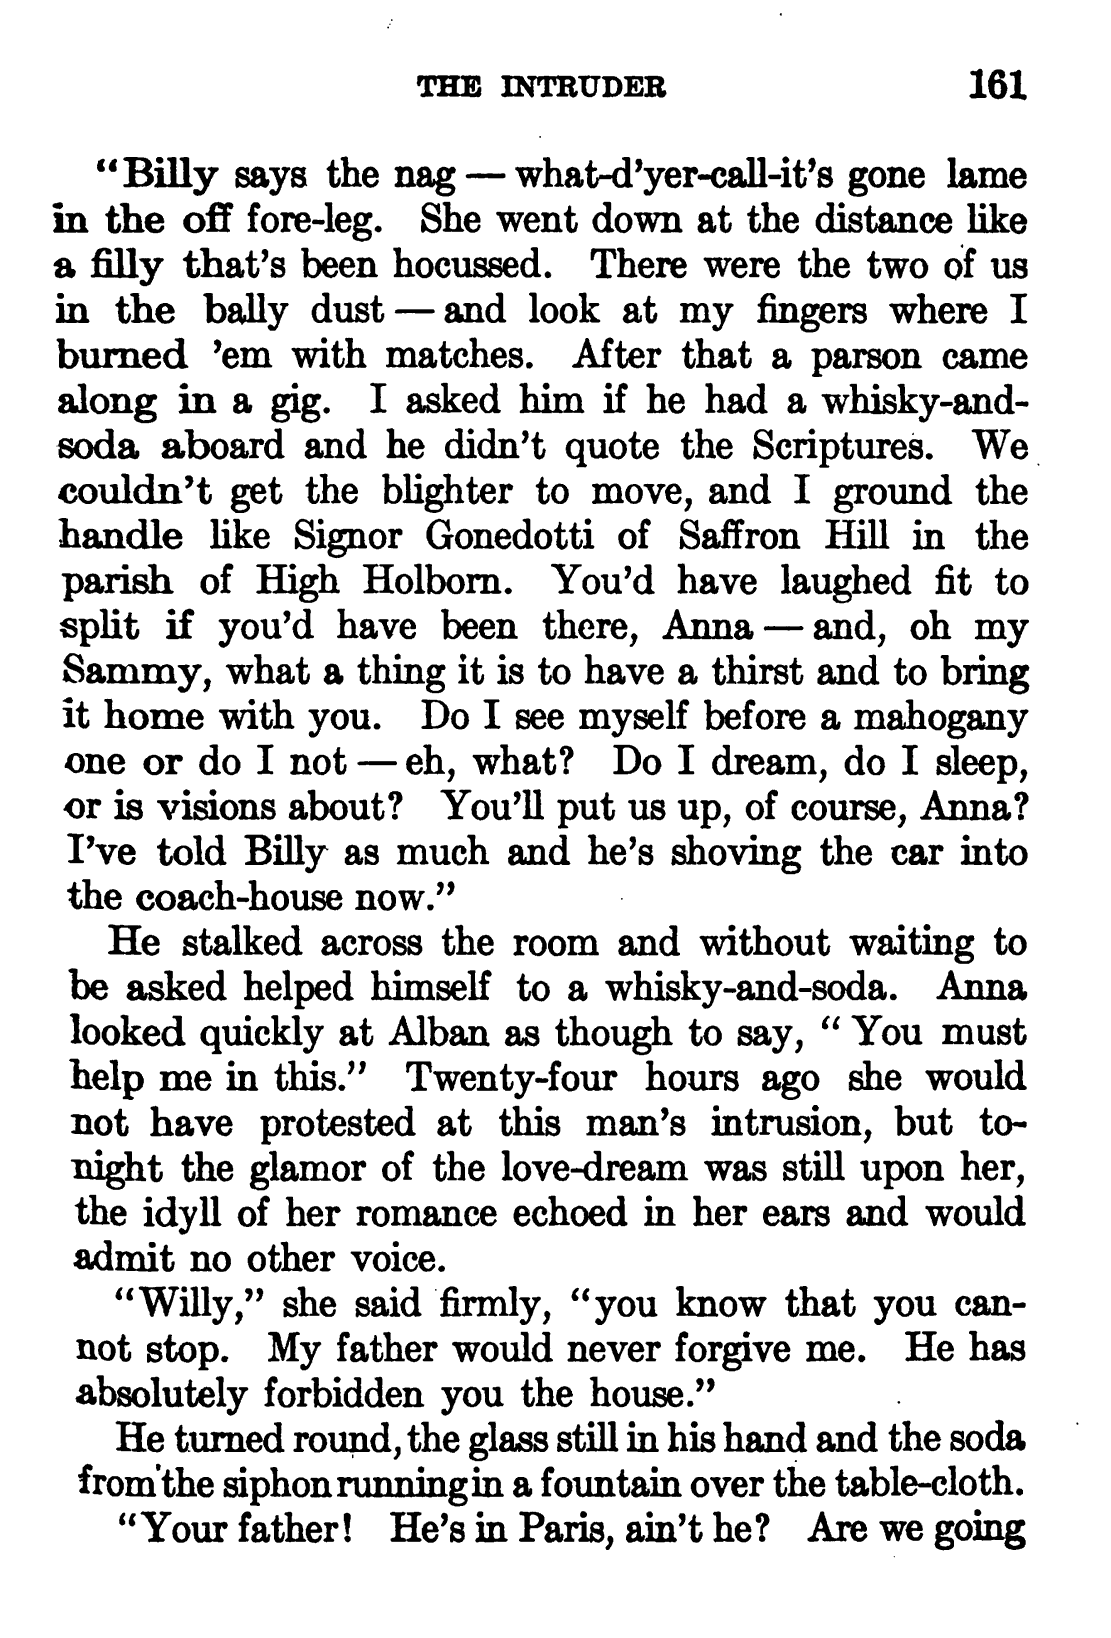 THE INTRUDER 161
“Billy says the nag — what-d’yer-call-it’s gone lame
in the off fore-leg. She went down at the distance like
a filly that’s been hocussed. There were the two of us
in the bally dust — and look at my fingers where I
burned ’em with matches. After that a parson came
along in a gig. I asked him if he had a whisky-and-
soda aboard and he didn’t quote the Scriptures. We
couldn’t get the blighter to move, and I ground the
handle like Signor Gonedotti of Saffron Hill in the
parish of High Holborn. You’d have laughed fit to
split if you’d have been there, Anna — and, oh my
Sammy, what a thing it is to have a thirst and to bring
it home with you. Do I see myself before a mahogany
one or do I not — eh, what? Do I dream, do I sleep,
or is visions about? You’ll put us up, of course, Anna?
I’ve told Billy as much and he’s shoving the car into
the coach-house now.”
He stalked across the room and without waiting to
be asked helped himself to a whisky-and-soda. Anna
looked quickly at Alban as though to say, “You must
help me in this.” Twenty-four hours ago she would
not have protested at this man’s intrusion, but to-
night the glamor of the love-dream was still upon her,
the idyll of her romance echoed in her ears and would
admit no other voice.
“Willy,” she said firmly, “you know that you can-
not stop. My father would never forgive me. He has
absolutely forbidden you the house.”
He turned round, the glass still in his hand and the soda
from the siphon running in a fountain over the table-cloth.
“Your father! He’s in Paris, ain’t he? Are we going